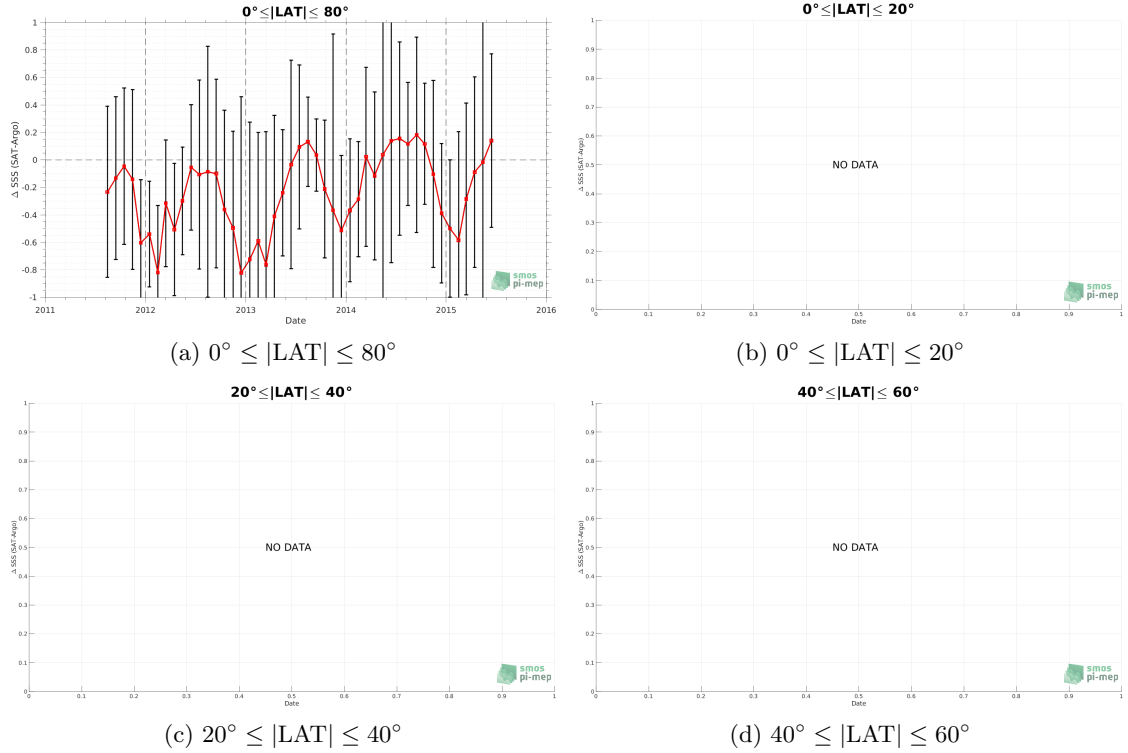 0°≤|LAT|≤ 80°
1
0.8
0.6
0.4
0.2
0
-0.2
-0.4
-0.6
-0.8
-1
Δ SSS (SAT-Argo)
2011 2012 2013 2014 2015 2016
Date
smos
pi-mep
(a) 0° ≤ |LAT| ≤ 80°
0°≤|LAT|≤ 20°
1
0.9
0.8
0.7
0.6
0.5
0.4
0.3
0.2
0.1
0
Δ SSS (SAT-Argo)
NO DATA
0 0.1 0.2 0.3 0.4 0.5 0.6 0.7 0.8 0.9 1
Date
smos
pi-mep
(b) 0° ≤ |LAT| ≤ 20°
20°≤|LAT|≤ 40°
1
0.9
0.8
0.7
0.6
0.5
0.4
0.3
0.2
0.1
0
Δ SSS (SAT-Argo)
NO DATA
0 0.1 0.2 0.3 0.4 0.5 0.6 0.7 0.8 0.9 1
Date
smos
pi-mep
(c) 20° ≤ |LAT| ≤ 40°
40°≤|LAT|≤ 60°
1
0.9
0.8
0.7
0.6
0.5
0.4
0.3
0.2
0.1
0
Δ SSS (SAT-Argo)
NO DATA
0 0.1 0.2 0.3 0.4 0.5 0.6 0.7 0.8 0.9 1
Date
smos
pi-mep
(d) 40° ≤ |LAT| ≤ 60°